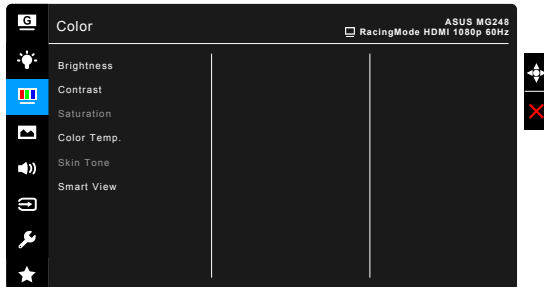 G
Color
ASUS MG248
RacingMode HDMI 1080p 60Hz
Brightness
Contrast
Saturation
Color Temp.
Skin Tone
Smart View